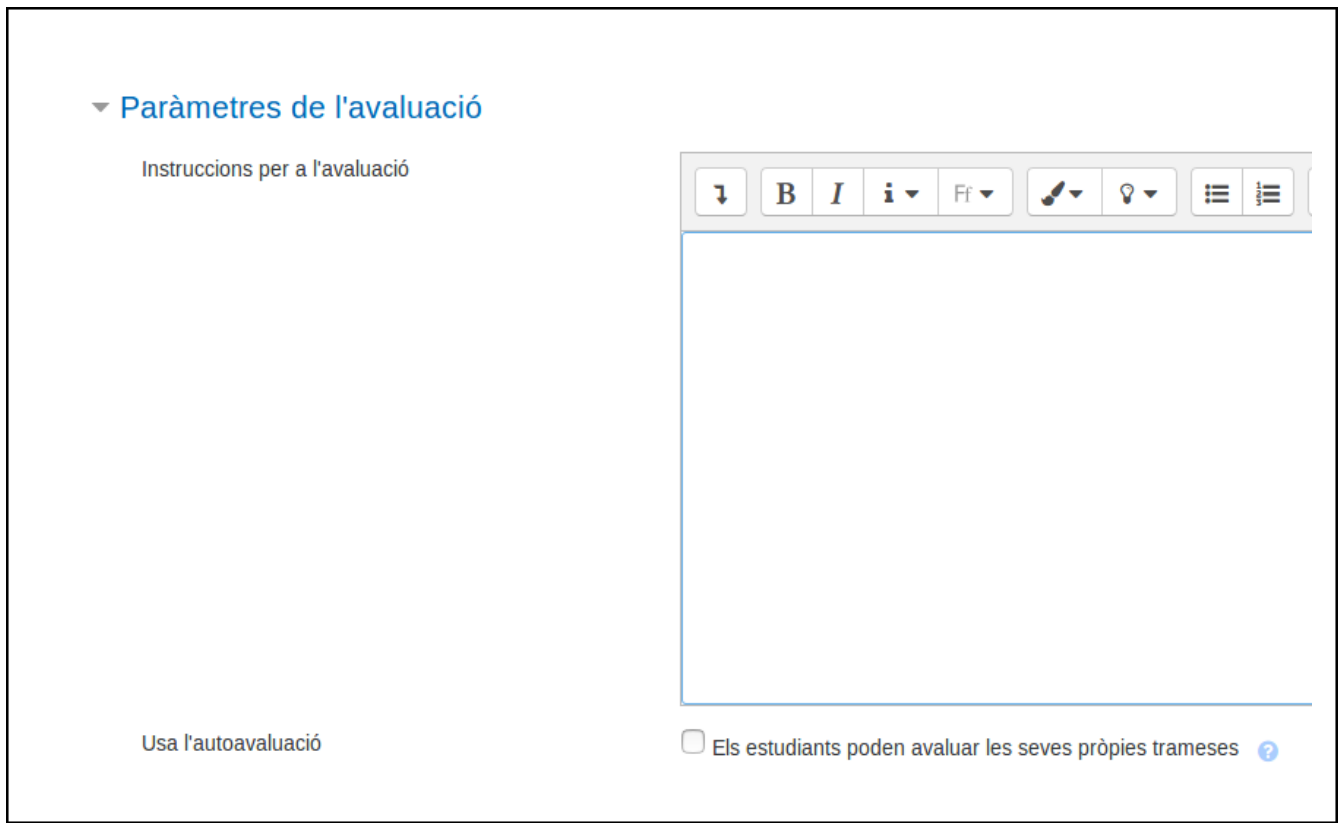 Paràmetres de l'avaluació
Instruccions per a l'avaluació
B I i Ff
Usa l'autoavaluació
Els estudiants poden avaluar les seves pròpies trameses